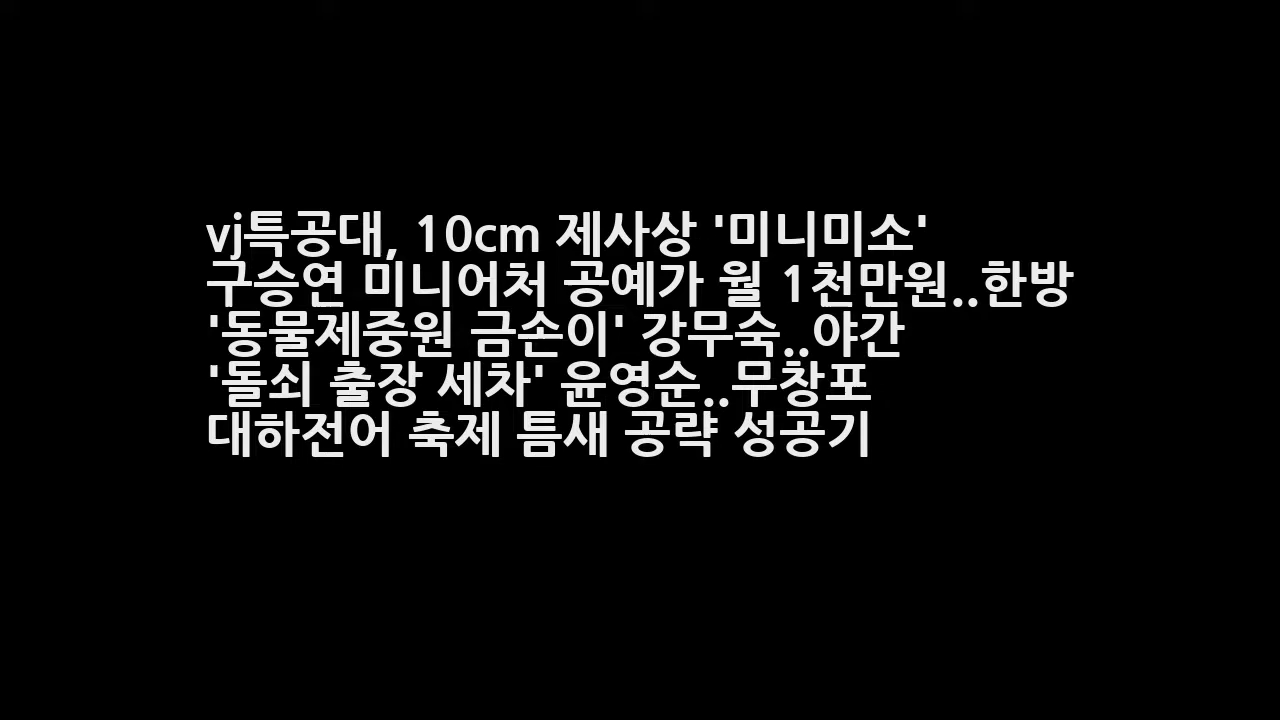 vj특공대, 10cm 제사상 '미니미소'
구승연 미니어처 공예가 월 1천만원..한방
'동물제중원 금손이' 강무숙..야간
'돌쇠 출장 세차' 윤영순..무창포
대하전어 축제 틈새 공략 성공기